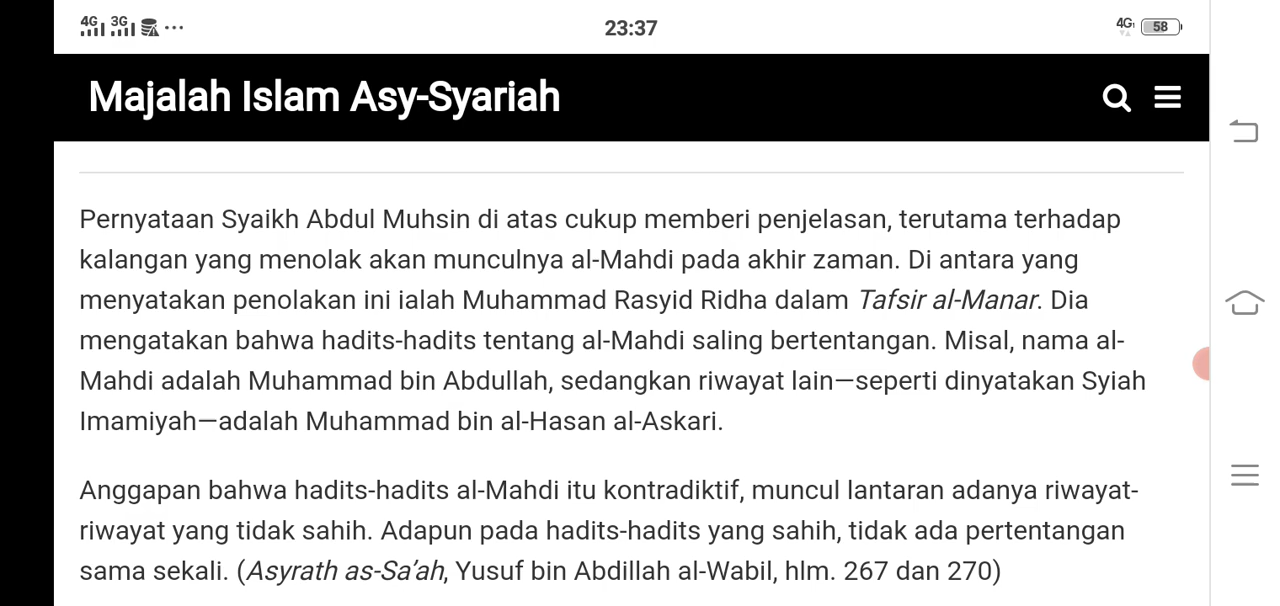 4G 3G ... 23:37 4G 58
Majalah Islam Asy-Syariah
Pernyataan Syaikh Abdul Muhsin di atas cukup memberi penjelasan, terutama terhadap
kalangan yang menolak akan munculnya al-Mahdi pada akhir zaman. Di antara yang
menyatakan penolakan ini ialah Muhammad Rasyid Ridha dalam Tafsir al-Manar. Dia
mengatakan bahwa hadits-hadits tentang al-Mahdi saling bertentangan. Misal, nama al-
Mahdi adalah Muhammad bin Abdullah, sedangkan riwayat lain—seperti dinyatakan Syiah
Imamiyah—adalah Muhammad bin al-Hasan al-Askari.
Anggapan bahwa hadits-hadits al-Mahdi itu kontradiktif, muncul lantaran adanya riwayat-
riwayat yang tidak sahih. Adapun pada hadits-hadits yang sahih, tidak ada pertentangan
sama sekali. (Asyrath as-Sa’ah, Yusuf bin Abdillah al-Wabil, hlm. 267 dan 270)